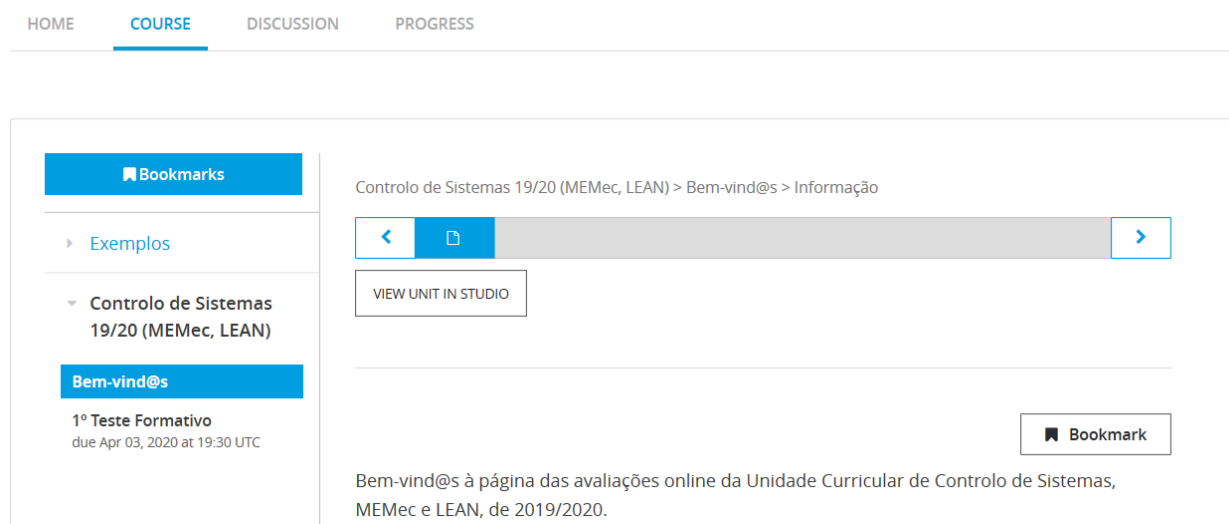 HOME COURSE DISCUSSION PROGRESS
Bookmarks
Exemplos
Controlo de Sistemas
19/20 (MEMec, LEAN)
Bem-vind@s
1º Teste Formativo
due Apr 03, 2020 at 19:30 UTC
Controlo de Sistemas 19/20 (MEMec, LEAN) > Bem-vind@s > Informação
VIEW UNIT IN STUDIO
Bookmark
Bem-vind@s à página das avaliações online da Unidade Curricular de Controlo de Sistemas,
MEMec e LEAN, de 2019/2020.